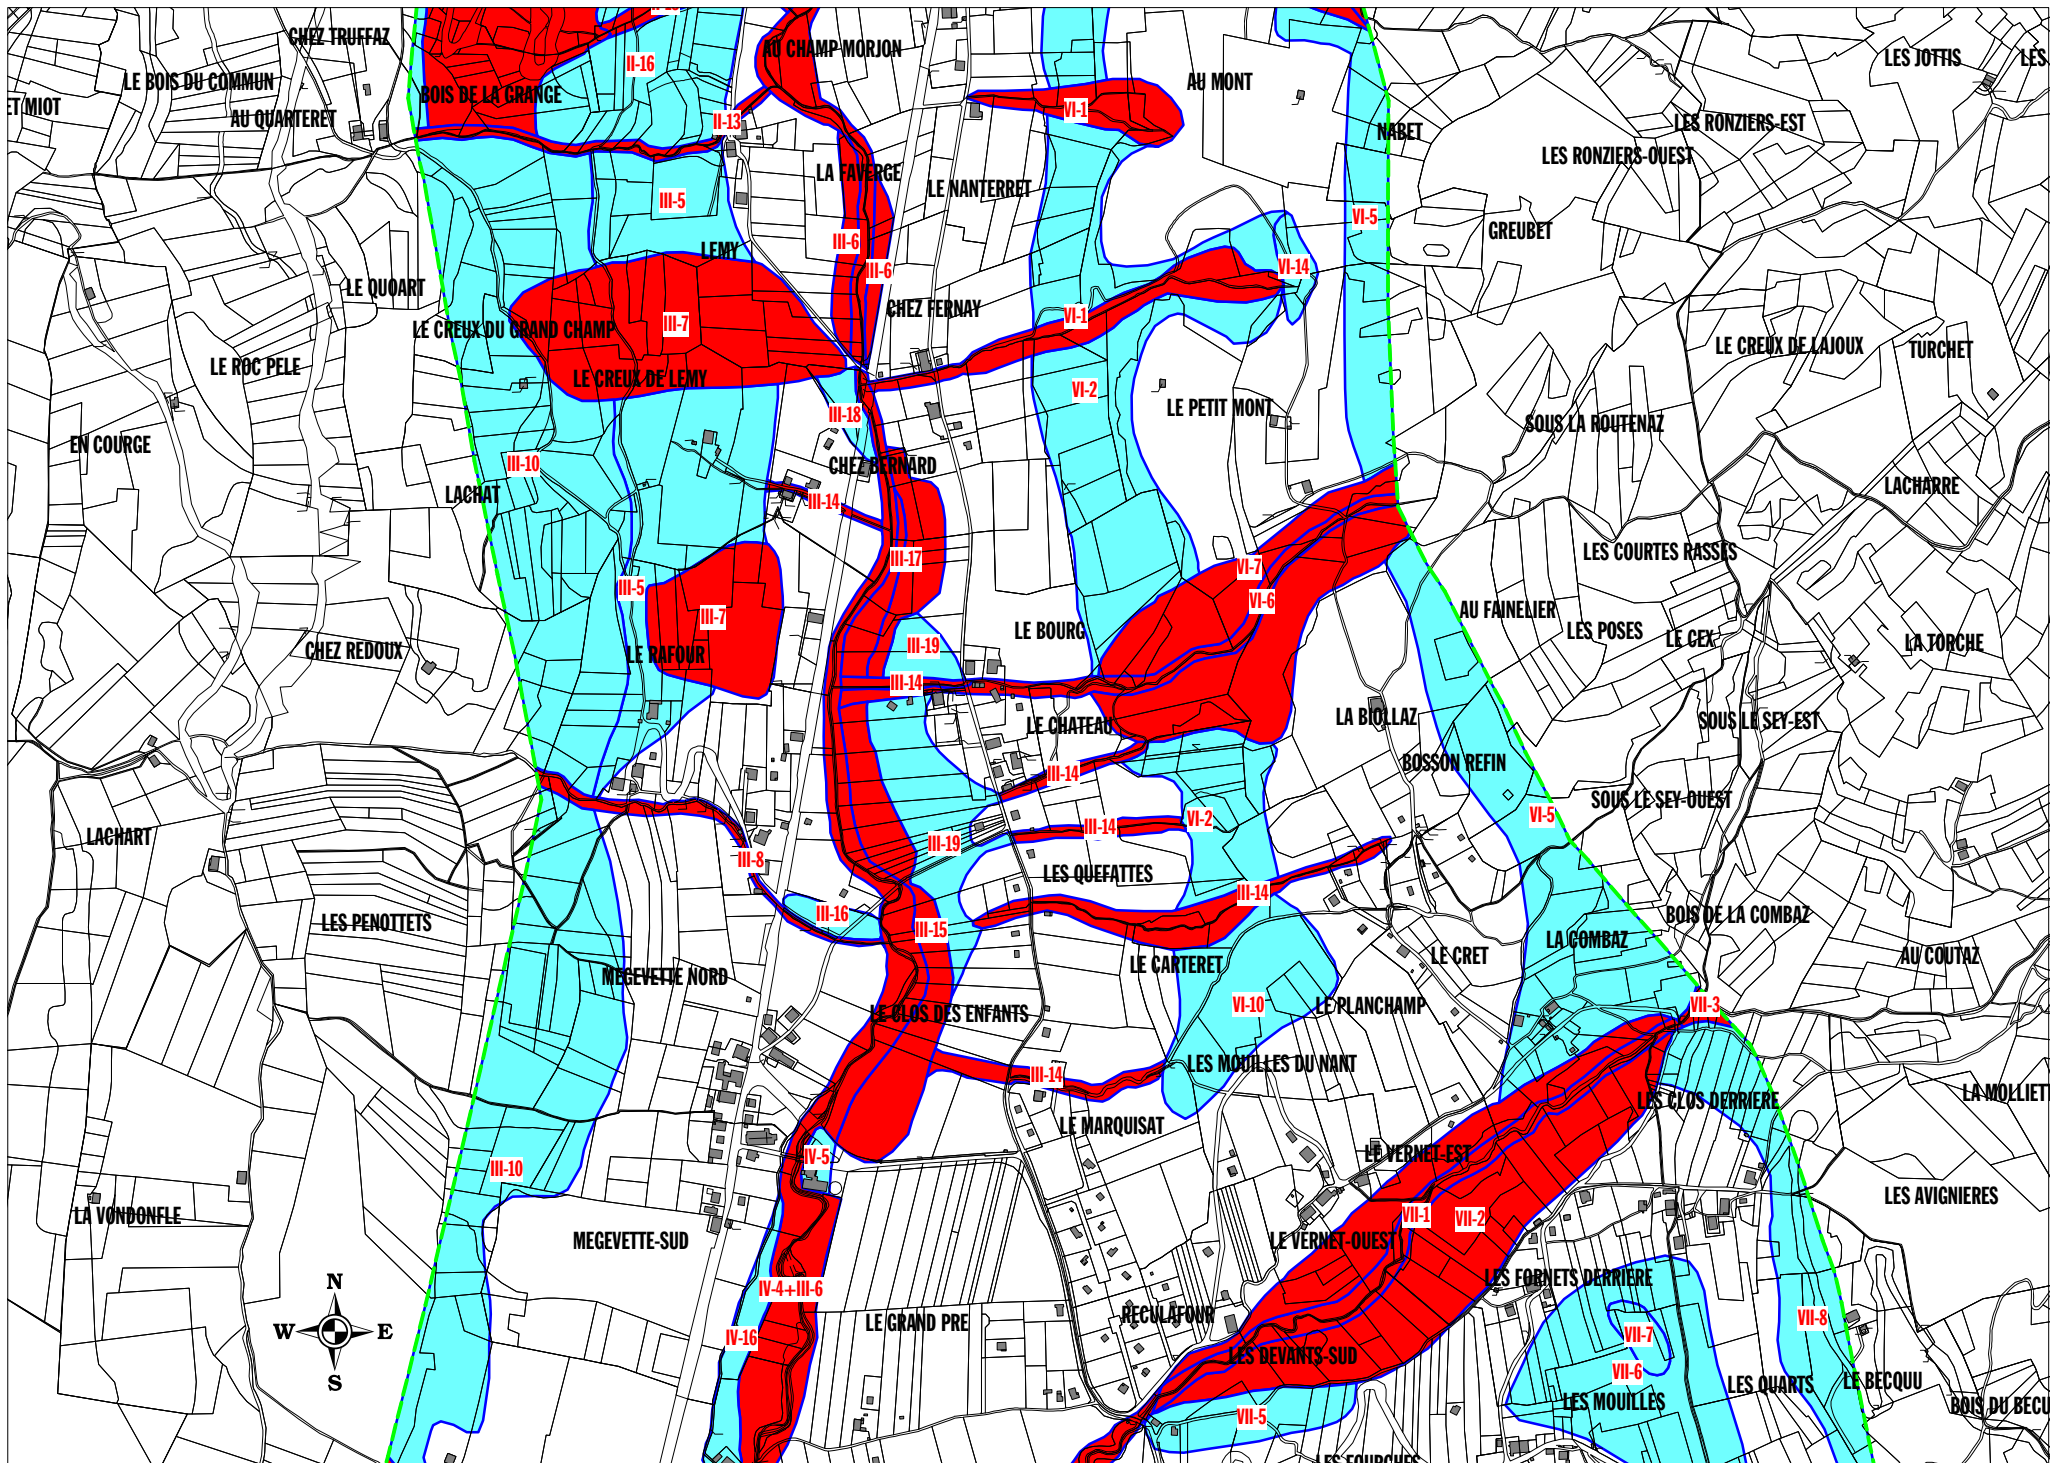 CHEZ TRUFFAZ
AU CHAMP MORJON
LES JOTTIS
LES
II-16
LE BOIS DU COMMUN
AU MONT
BOIS DE LA GRANGE
ET MIOT
VI-1
AU QUARTERET
II-13
NABET
LES RONZIERS-EST
LES RONZIERS-OUEST
LA FAVERGE
LE NANTERRET
III-5
VI-5
GREUBET
III-6
LEMY
III-6
VI-14
LE QUOART
CHEZ FERNAY
VI-1
LE CREUX DU GRAND CHAMP
III-7
LE CREUX DE LAJOUX
TURCHET
LE ROC PELE
LE CREUX DE LEMY
VI-2
LE PETIT MONT
III-18
SOUS LA ROUTENAZ
EN COURGE
III-10
CHEZ BERNARD
LACHAT
LACHARRE
III-14
III-17
LES COURTES RASSES
VI-7
III-5
VI-6
AU FAINELIER
III-7
LE BOURG
LES POSES
LE CEX
LA TORCHE
CHEZ REDOUX
LE RAFOUR
III-19
III-14
LE CHATEAU
LA BIOLLAZ
SOUS LE SEY-EST
BOSSON REFIN
III-14
SOUS LE SEY-OUEST
LACHART
III-14
VI-2
VI-5
III-19
III-8
LES QUEFATTES
III-14
III-16
LES PENOTTETS
III-15
BOIS DE LA COMBAZ
LA COMBAZ
LE CRET
AU COUTAZ
MEGEVETTE NORD
LE CARTERET
LE CLOS DES ENFANTS
VI-10
LE PLANCHAMP
VII-3
LES MOUILLES DU NANT
III-14
LES CLOS DERRIERE
LA MOLLIET
LE MARQUISAT
IV-5
III-10
LE VERNET-EST
LES AVIGNIERES
LA VONDONFLE
VII-1
VII-2
MEGEVETTE-SUD
LE VERNET-OUEST
LES FORNETS DERRIERE
IV-4+III-6
N
W
E
S
LE GRAND PRE
RECULAFOUR
VII-8
IV-16
VII-7
LES DEVANTS-SUD
VII-6
LES QUARTS
LE BECQUU
LES MOUILLES
BOIS DU BECU
VII-5
LES FOURCHES